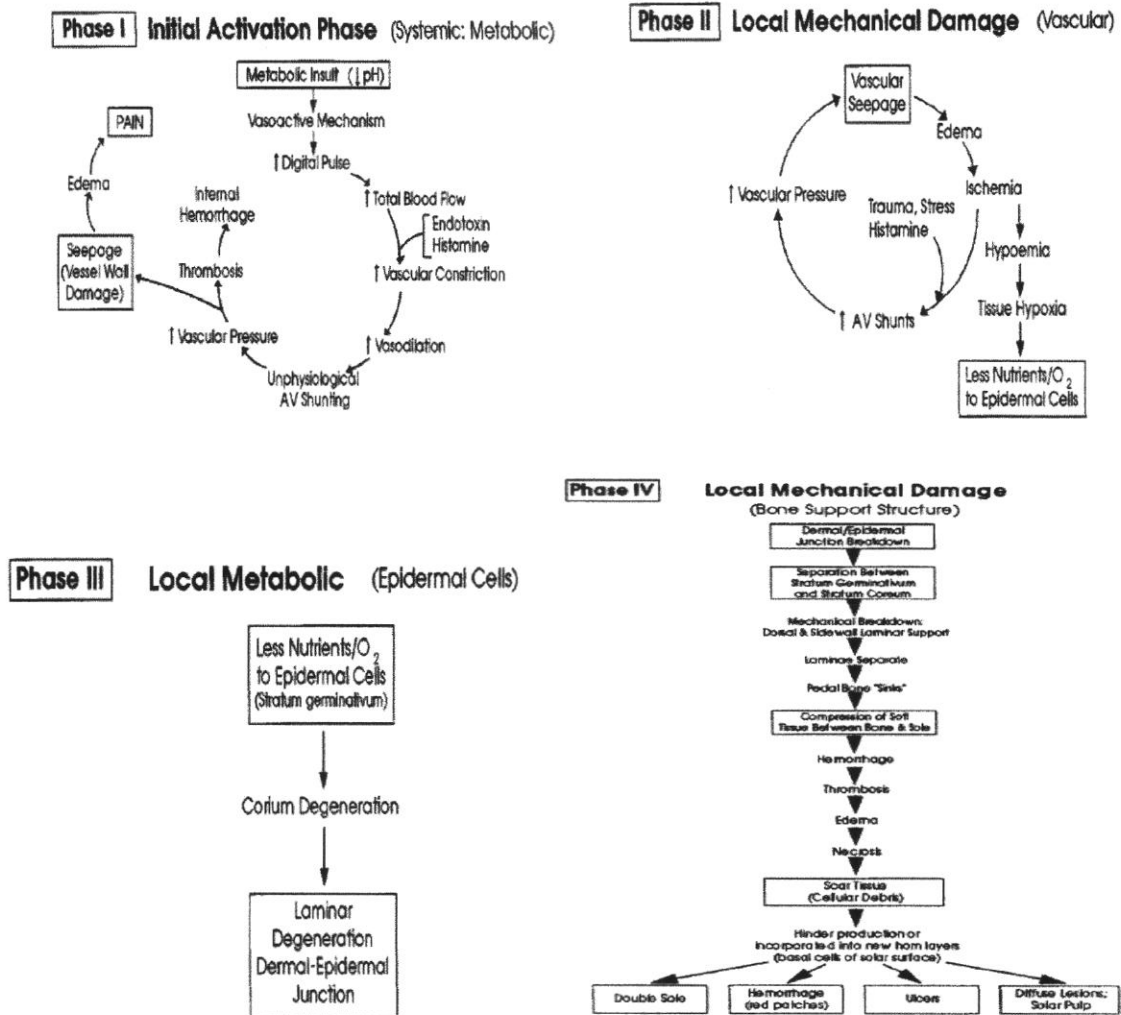 Phase I Initial Activation Phase (Systemic: Metabolic)
Metabolic Insult (↓pH)
Vasoactive Mechanism
↑ Digital Pulse
↑ Total Blood Flow
Endotoxin
Histamine
↑ Vascular Constriction
↑ Vasodilation
Unphysiological
AV Shunting
↑ Vascular Pressure
Thrombosis
Internal
Hemorrhage
Seepage
(Vessel Wall
Damage)
Edema
PAIN
Phase II Local Mechanical Damage (Vascular)
Vascular
Seepage
Edema
Ischemia
Trauma, Stress
Histamine
↑ AV Shunts
↑ Vascular Pressure
Hypoemia
Tissue Hypoxia
Less Nutrients/O₂
to Epidermal Cells
Phase III Local Metabolic (Epidermal Cells)
Less Nutrients/O₂
to Epidermal Cells
(Stratum germinativum)
Corium Degeneration
Laminar
Degeneration
Dermal-Epidermal
Junction
Phase IV Local Mechanical Damage
(Bone Support Structure)
Dermal/Epidermal
Junction Breakdown
Separation Between
Stratum Germinativum
and Stratum Coreum
Mechanical Breakdown:
Dorsal & Sidewall Laminar Support
Laminae Separate
Pedal Bone "Sinks"
Compression of Soft
Tissue Between Bone & Sole
Hemorrhage
Thrombosis
Edema
Necrosis
Scar Tissue
(Cellular Debris)
Hinder production or
incorporated into new horn layers
(basal cells of solar surface)
Double Sole
Hemorrhage
(red patches)
Ulcers
Diffuse Lesions;
Solar Pulp